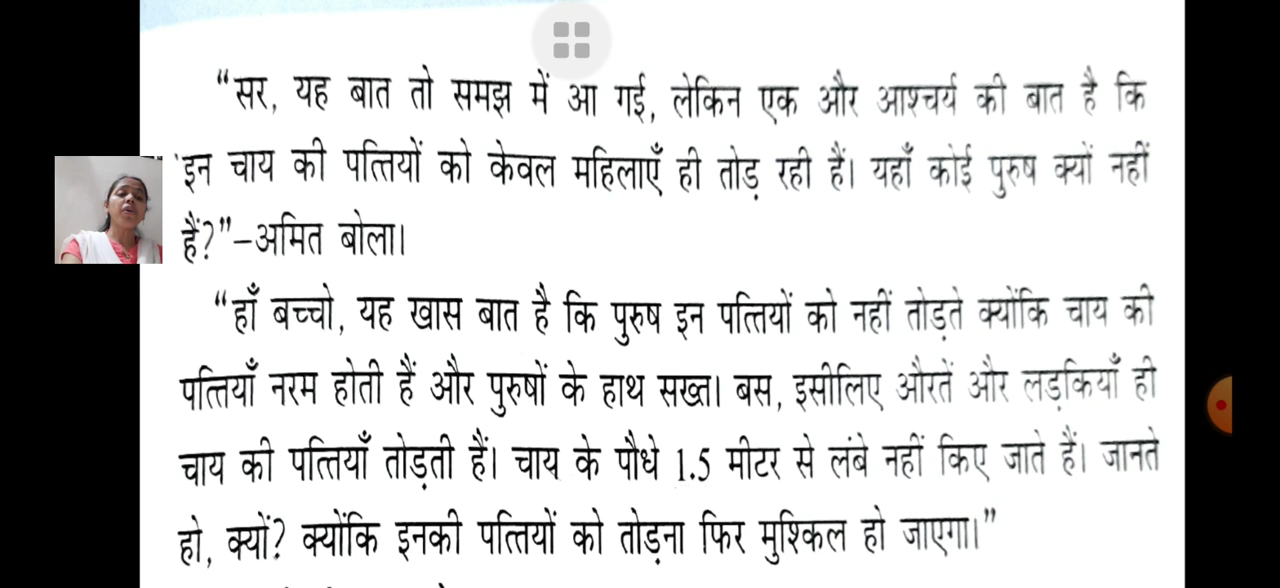 “सर, यह बात तो समझ में आ गई, लेकिन एक और आश्चर्य की बात है कि
इन चाय की पत्तियों को केवल महिलाएँ ही तोड़ रही हैं। यहाँ कोई पुरुष क्यों नहीं
हैं?”–अमित बोला।
“हाँ बच्चो, यह खास बात है कि पुरुष इन पत्तियों को नहीं तोड़ते क्योंकि चाय की
पत्तियाँ नरम होती हैं और पुरुषों के हाथ सख्त। बस, इसीलिए औरतें और लड़कियाँ ही
चाय की पत्तियाँ तोड़ती हैं। चाय के पौधे 1.5 मीटर से लंबे नहीं किए जाते हैं। जानते
हो, क्यों? क्योंकि इनकी पत्तियों को तोड़ना फिर मुश्किल हो जाएगा।”